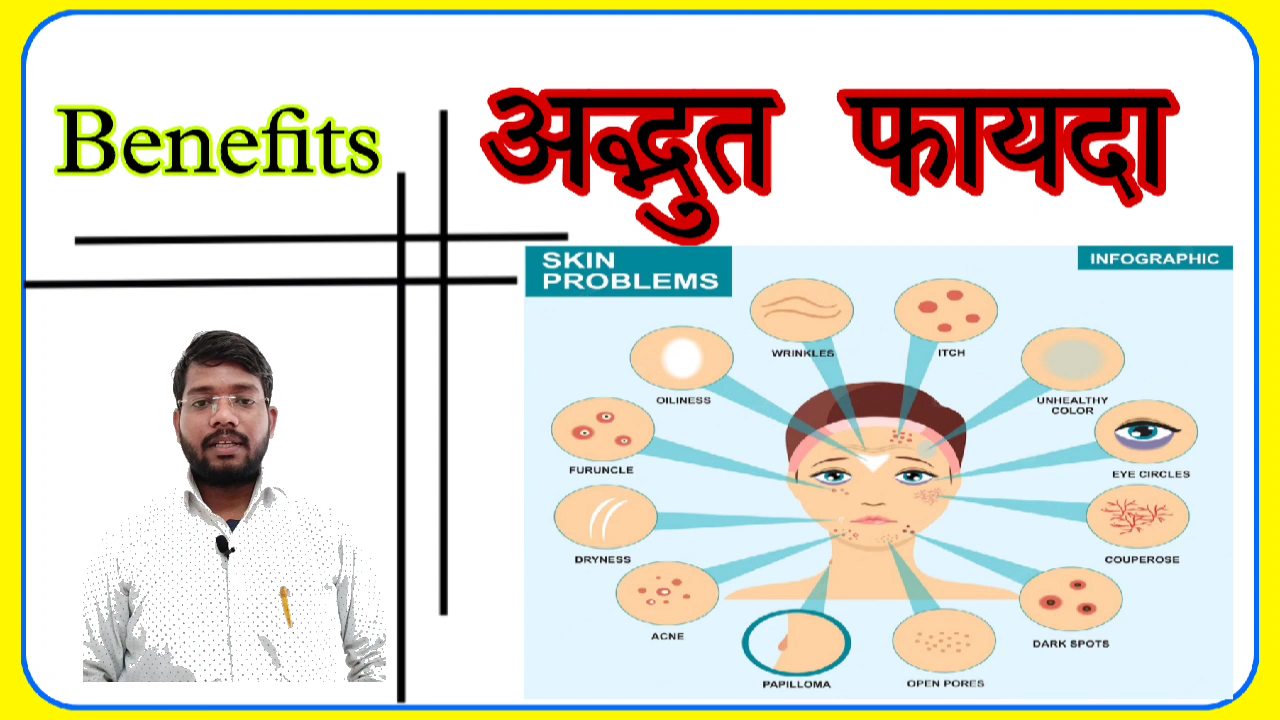 Benefits
अद्भुत फायदा
SKIN
PROBLEMS
INFOGRAPHIC
WRINKLES
ITCH
OILINESS
UNHEALTHY
COLOR
FURUNCLE
EYE CIRCLES
DRYNESS
COUPEROSE
ACNE
DARK SPOTS
PAPILLOMA
OPEN PORES